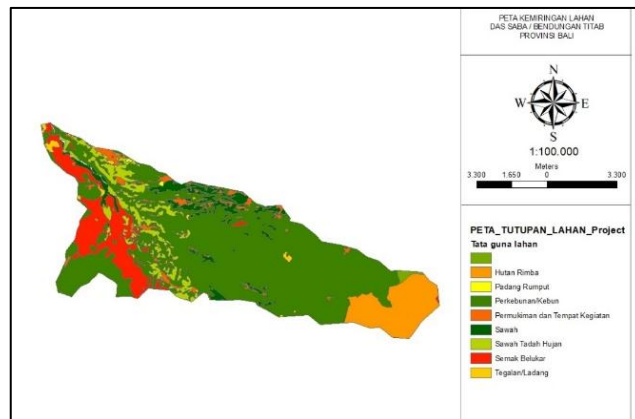 PETA KEMIRINGAN LAHAN
DAS SABA / BENDUNGAN TITAB
PROVINSI BALI
N
W E
S
1:100.000
Meters
3.300 1.650 0 3.300
PETA_TUTUPAN_LAHAN_Project
Tata guna lahan
Hutan Rimba
Padang Rumput
Perkebunan/Kebun
Permukiman dan Tempat Kegiatan
Sawah
Sawah Tadah Hujan
Semak Belukar
Tegalan/Ladang